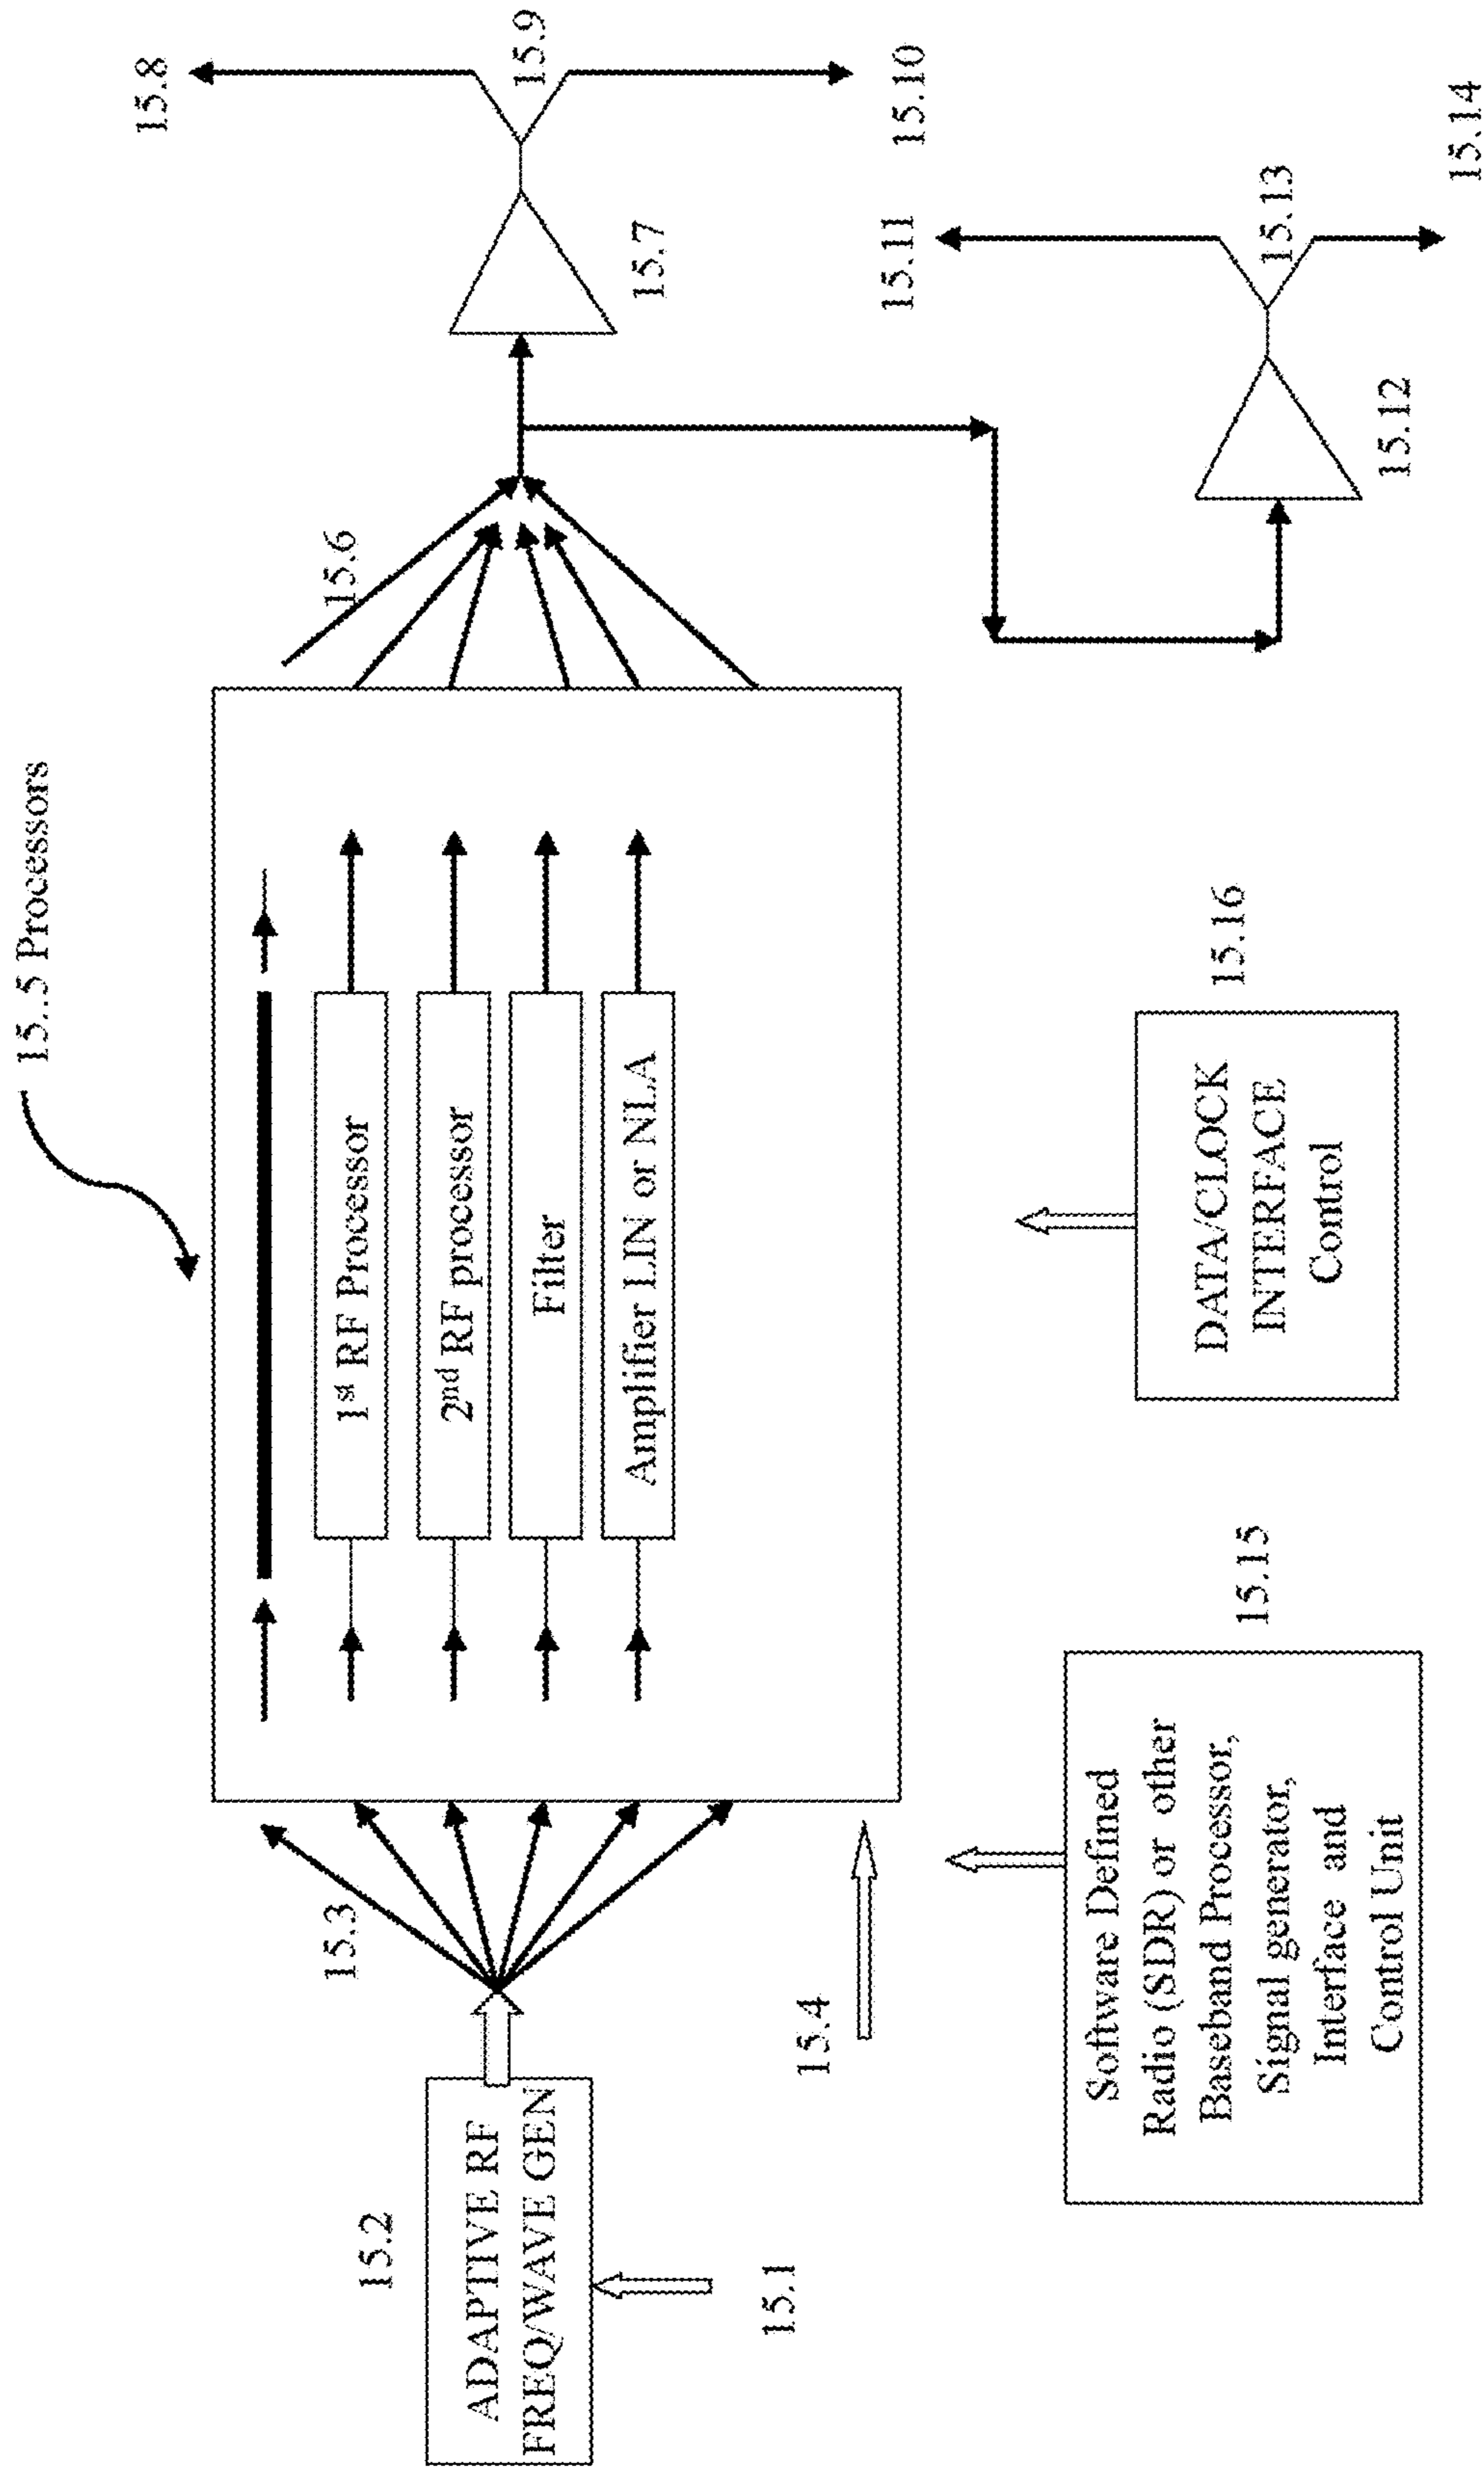 15..5 Processors
15.2
ADAPTIVE RF
FREQ/WAVE GEN
15.1
15.3
15.4
1st RF Processor
2nd RF processor
Filter
Amplifier LIN or NLA
15.6
15.7
15.8
15.9
15.10
15.11
15.12
15.13
15.14
Software Defined
Radio (SDR) or other
Baseband Processor,
Signal generator,
Interface and
Control Unit
15.15
DATA/CLOCK
INTERFACE
Control
15.16